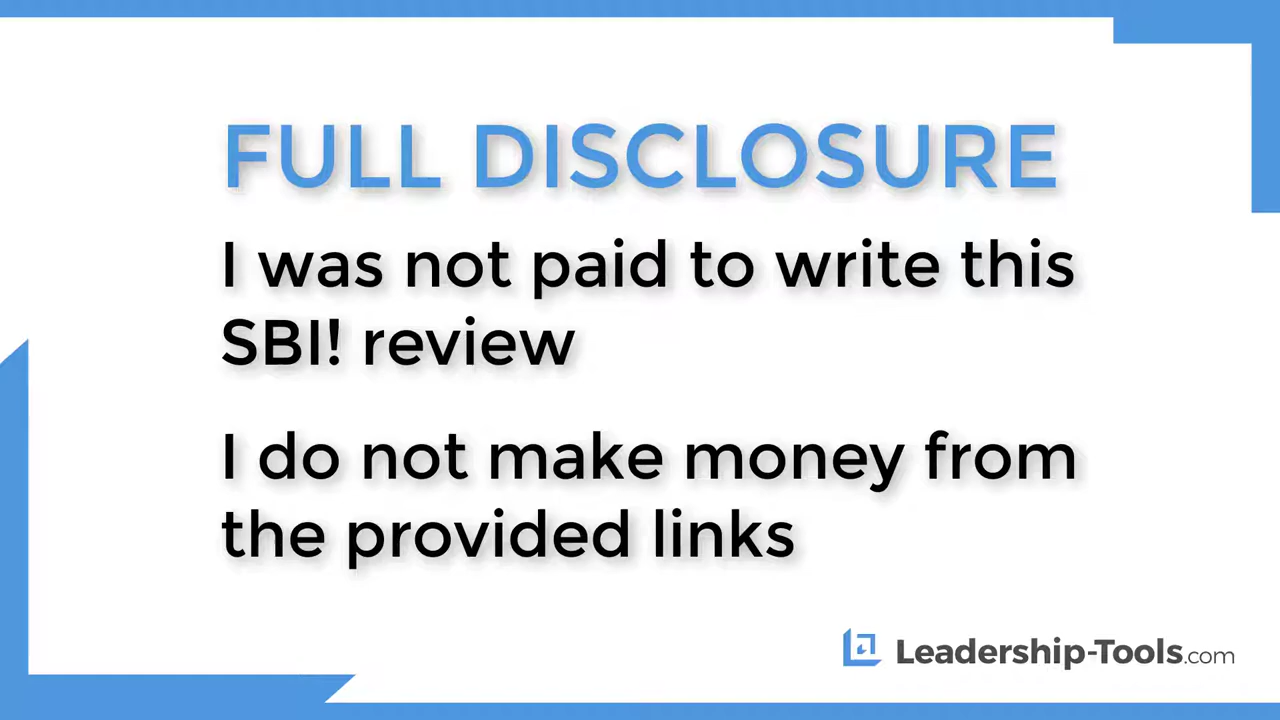 FULL DISCLOSURE
I was not paid to write this
SBI! review
I do not make money from
the provided links
Leadership-Tools.com